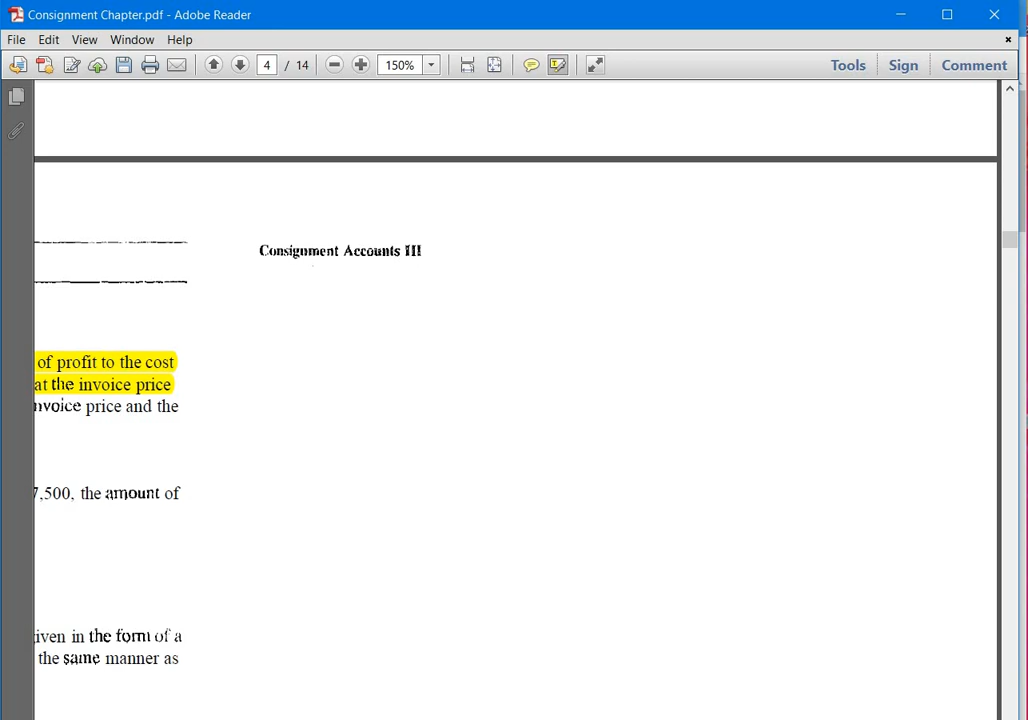 Consignment Chapter.pdf - Adobe Reader
File Edit View Window Help
4 / 14 150% Tools Sign Comment
Consignment Accounts III
of profit to the cost
at the invoice price
nvoice price and the
7,500, the amount of
iven in the form of a
the same manner as